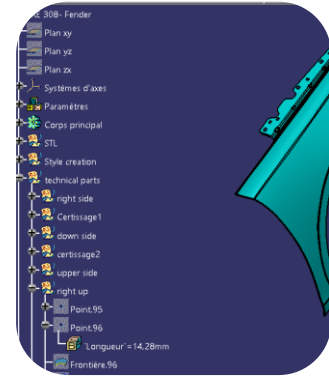 308- Fender
Plan xy
Plan yz
Plan zx
Systèmes d'axes
Paramètres
Corps principal
STL
Style creation
technical parts
right side
Certissage1
down side
certissage2
upper side
right up
Point.95
Point.96
`Longueur`=14,28mm
Frontière.96